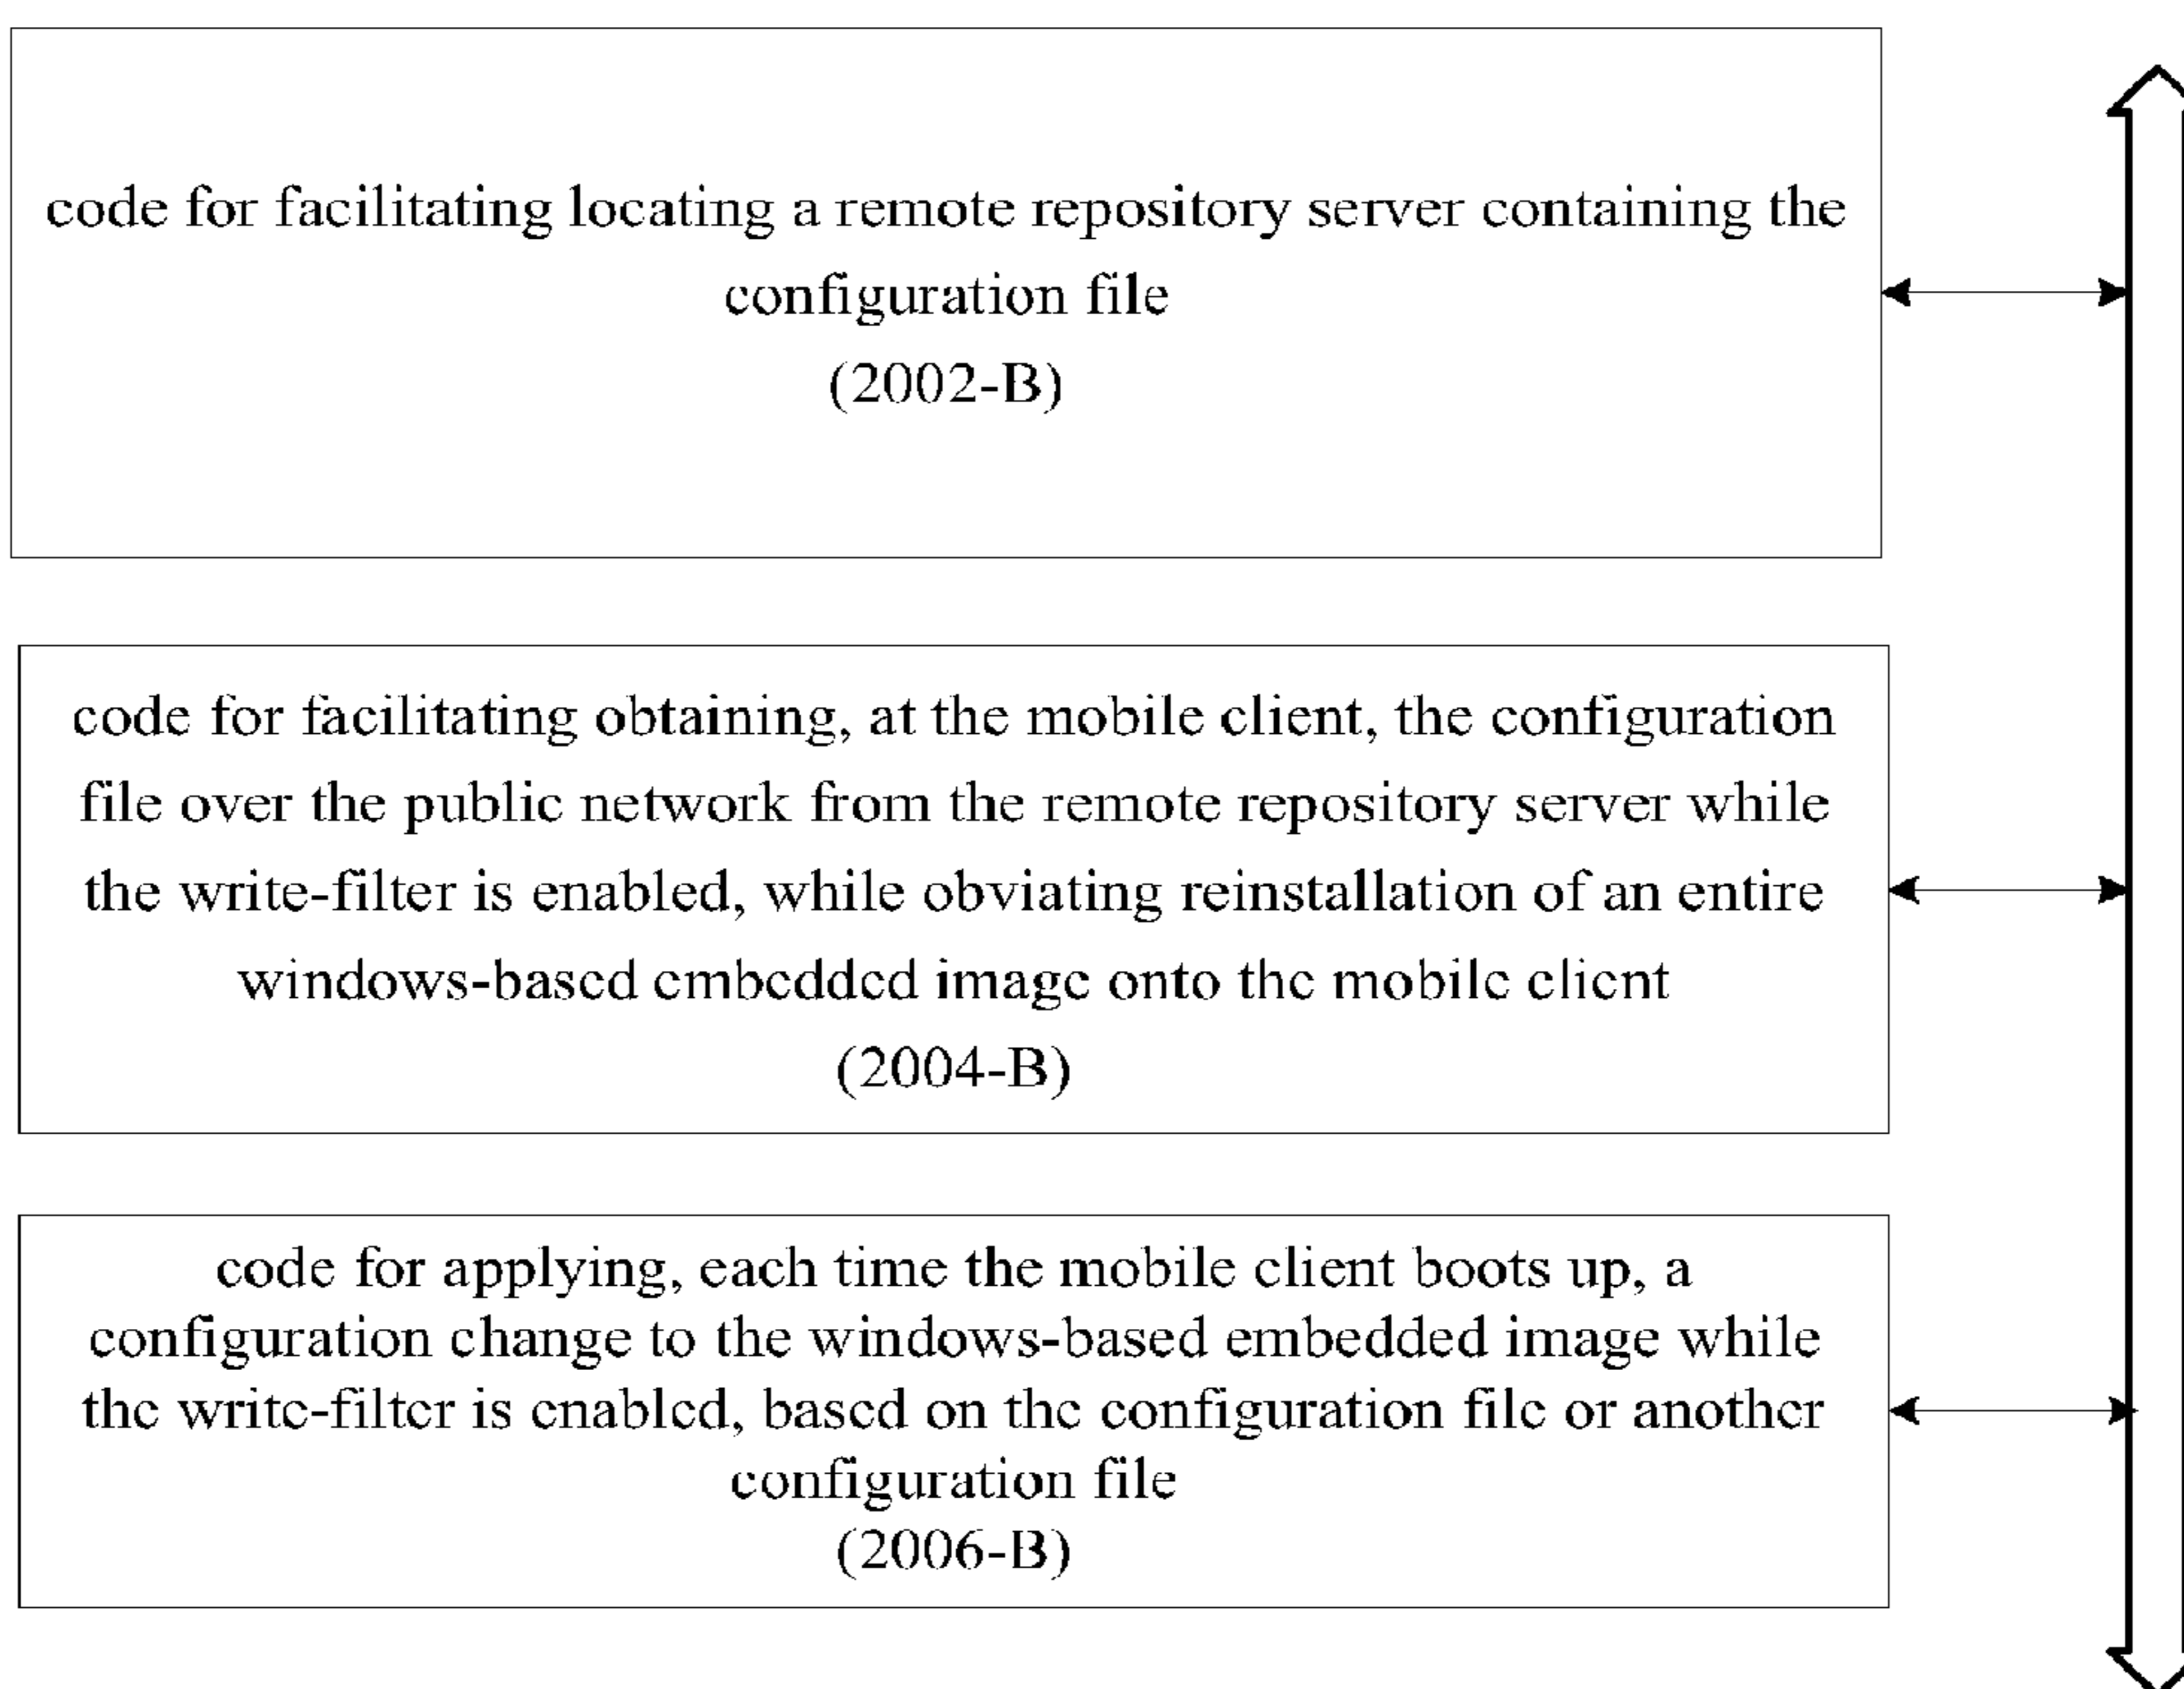 code for facilitating locating a remote repository server containing the
configuration file
(2002-B)
code for facilitating obtaining, at the mobile client, the configuration
file over the public network from the remote repository server while
the write-filter is enabled, while obviating reinstallation of an entire
windows-based embedded image onto the mobile client
(2004-B)
code for applying, each time the mobile client boots up, a
configuration change to the windows-based embedded image while
the write-filter is enabled, based on the configuration file or another
configuration file
(2006-B)